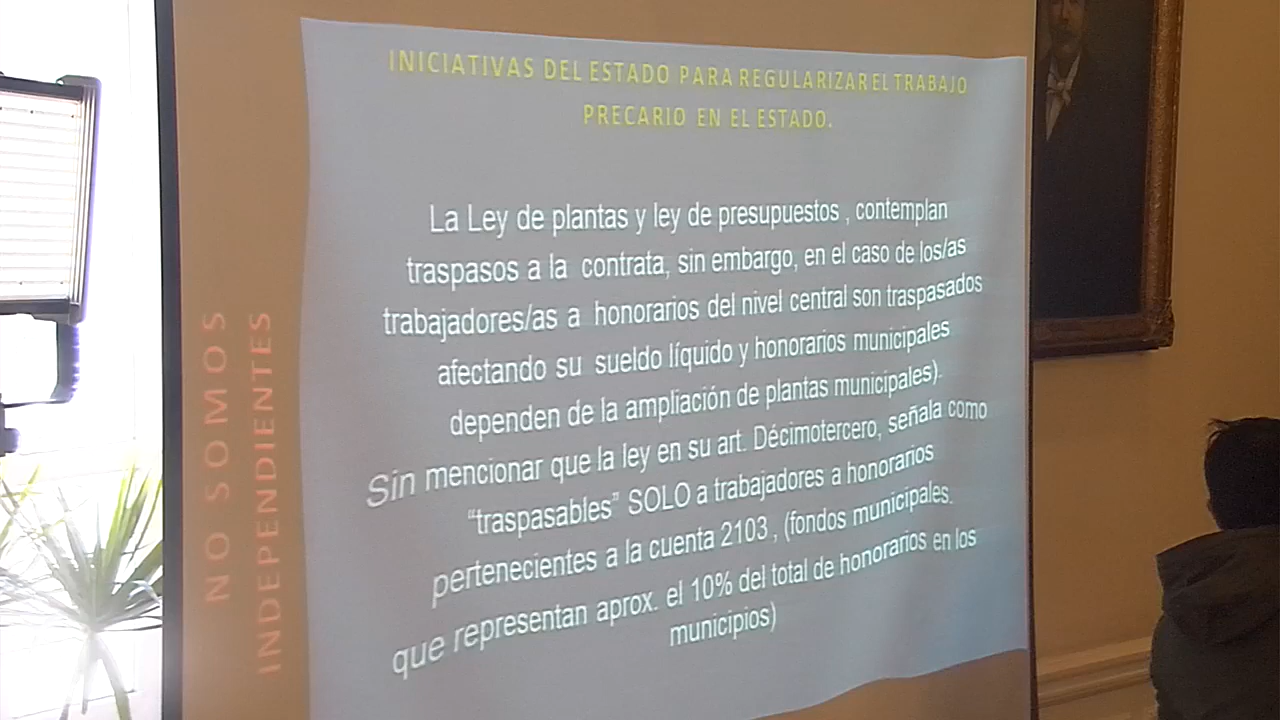 INICIATIVAS DEL ESTADO PARA REGULARIZAR EL TRABAJO
PRECARIO EN EL ESTADO.
La Ley de plantas y ley de presupuestos , contemplan
traspasos a la contrata, sin embargo, en el caso de los/as
trabajadores/as a honorarios del nivel central son traspasados
afectando su sueldo líquido y honorarios municipales
dependen de la ampliación de plantas municipales).
Sin mencionar que la ley en su art. Décimotercero, señala como
“traspasables” SOLO a trabajadores a honorarios
pertenecientes a la cuenta 2103 , (fondos municipales.
que representan aprox. el 10% del total de honorarios en los
municipios)
NO SOMOS
INDEPENDIENTES